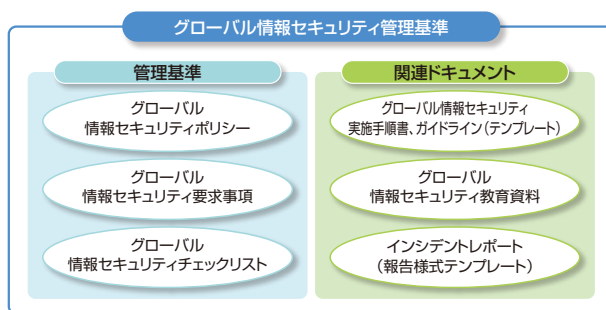 グローバル情報セキュリティ管理基準
管理基準
グローバル
情報セキュリティポリシー
グローバル
情報セキュリティ要求事項
グローバル
情報セキュリティチェックリスト
関連ドキュメント
グローバル情報セキュリティ
実施手順書、ガイドライン（テンプレート）
グローバル
情報セキュリティ教育資料
インシデントレポート
（報告様式テンプレート）